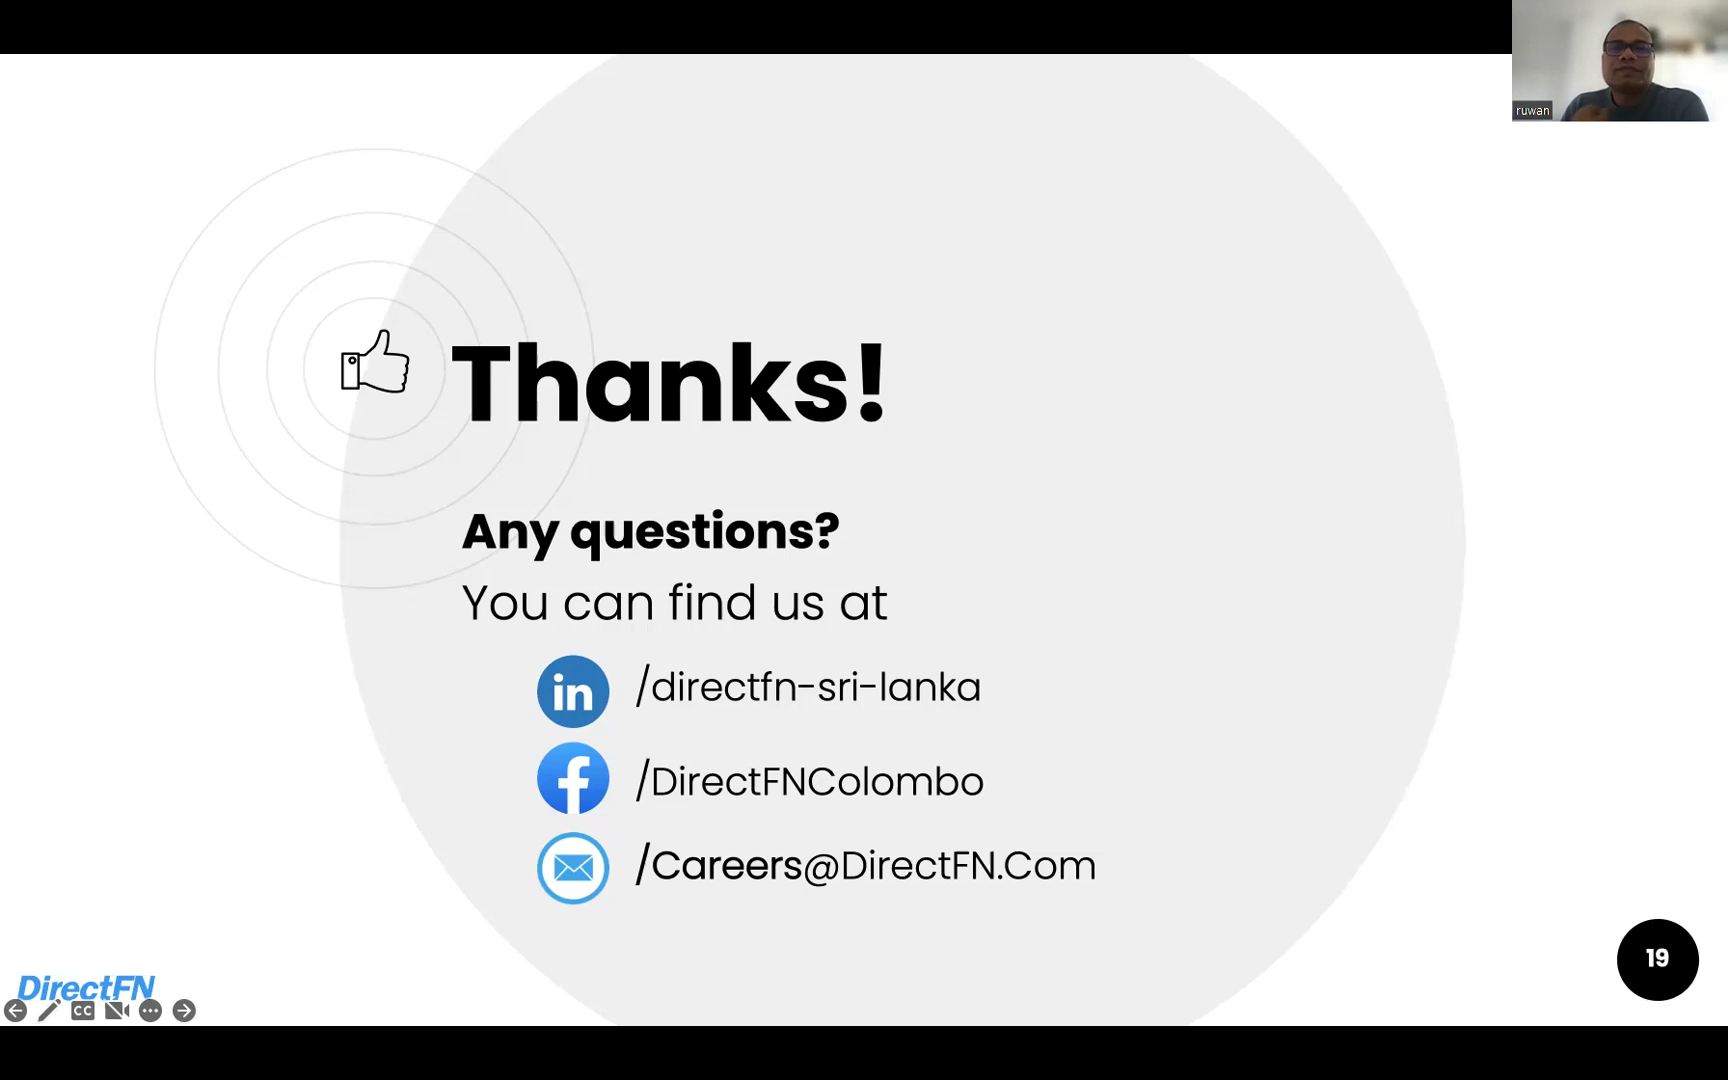 ruwan
Thanks!
Any questions?
You can find us at
in /directfn-sri-lanka
f /DirectFNColombo
/Careers@DirectFN.Com
19
DirectFN
CC